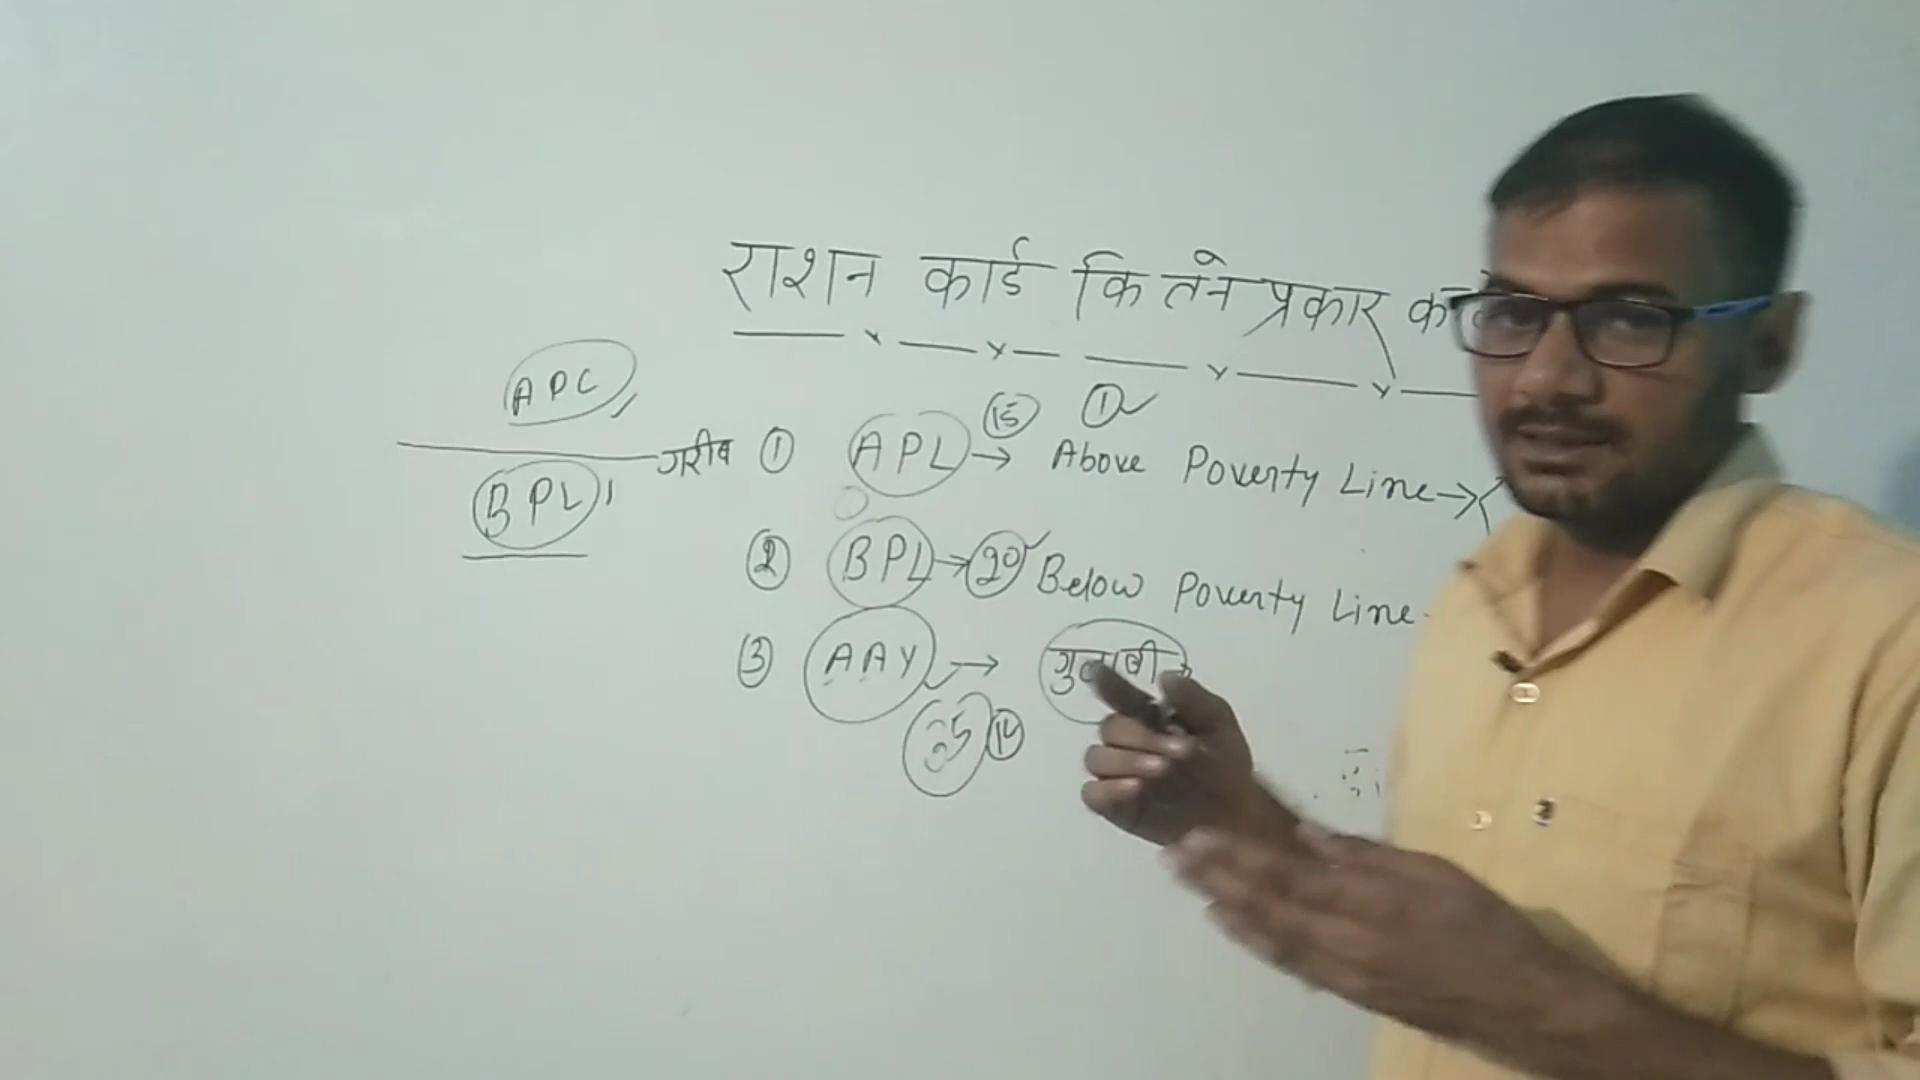 राशन कार्ड कितने प्रकार
APC
15 1
गरीब 1 APL → Above Poverty Line →
BPL
2 BPL → 20 Below Poverty Line
3 AAY →
35